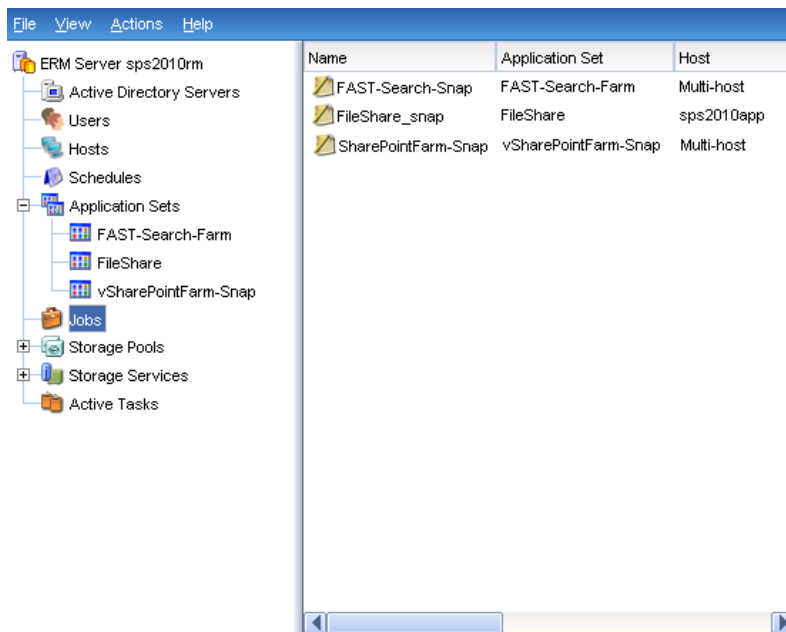 File View Actions Help
ERM Server sps2010rm
Active Directory Servers
Users
Hosts
Schedules
Application Sets
FAST-Search-Farm
FileShare
vSharePointFarm-Snap
Jobs
Storage Pools
Storage Services
Active Tasks
Name Application Set Host
FAST-Search-Snap FAST-Search-Farm Multi-host
FileShare_snap FileShare sps2010app
SharePointFarm-Snap vSharePointFarm-Snap Multi-host